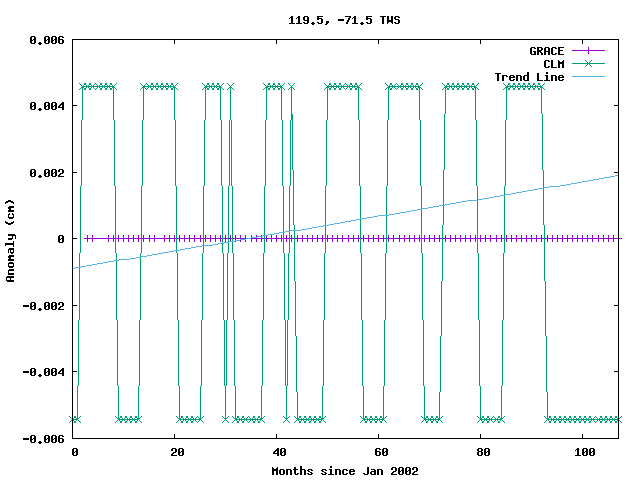 119.5, -71.5 TWS
0.006
GRACE
CLM
Trend Line
0.004
0.002
0
-0.002
-0.004
-0.006
Anomaly (cm)
0 20 40 60 80 100
Months since Jan 2002